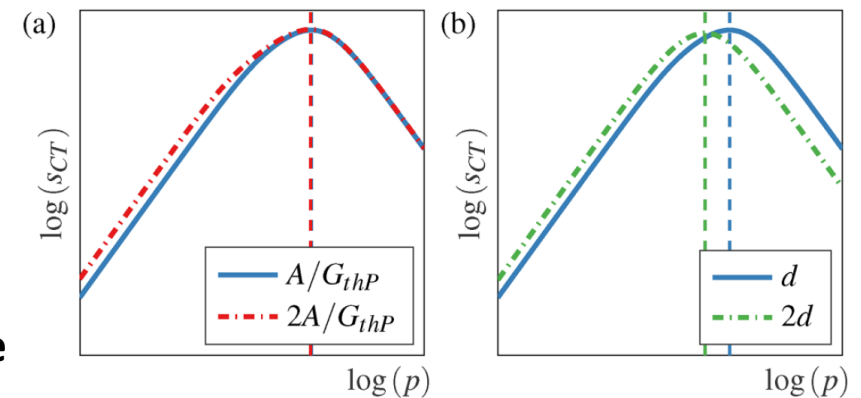 (a)
log (s_CT)
A/G_thP
2A/G_thP
log (p)
e
(b)
log (s_CT)
d
2d
log (p)